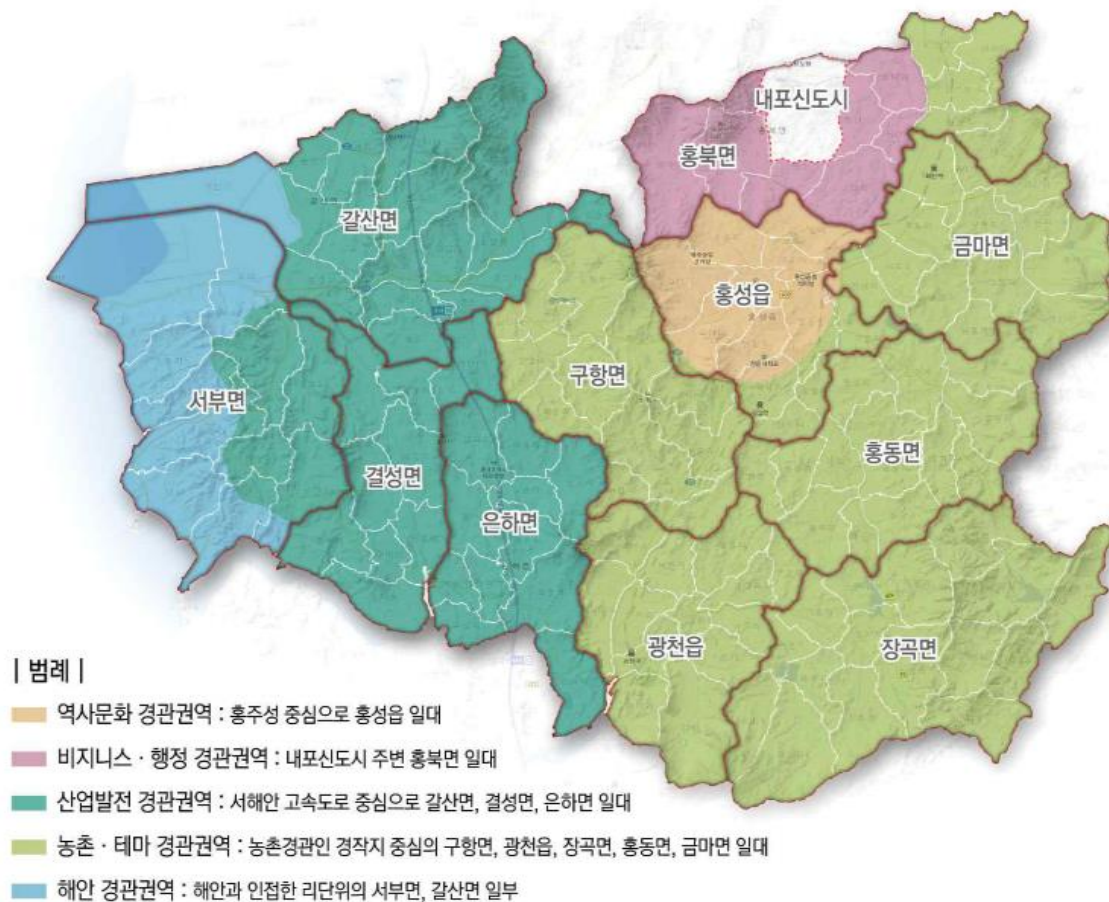 내포신도시
홍북면
갈산면
금마면
홍성읍
구항면
서부면
홍동면
결성면
은하면
광천읍
장곡면
| 범례 |
역사문화 경관권역 : 홍주성 중심으로 홍성읍 일대
비지니스 · 행정 경관권역 : 내포신도시 주변 홍북면 일대
산업발전 경관권역 : 서해안 고속도로 중심으로 갈산면, 결성면, 은하면 일대
농촌 · 테마 경관권역 : 농촌경관인 경작지 중심의 구항면, 광천읍, 장곡면, 홍동면, 금마면 일대
해안 경관권역 : 해안과 인접한 리단위의 서부면, 갈산면 일부